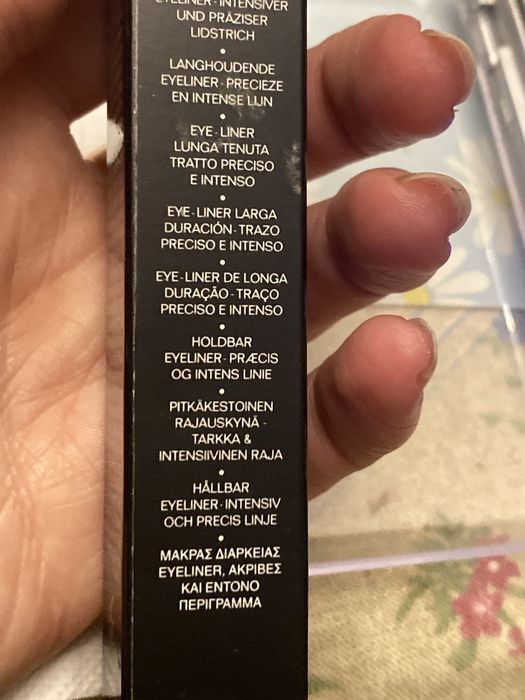 EYELINER-INTENSIVER
UND PRÄZISER
LIDSTRICH
•
LANGHOUDENDE
EYELINER-PRECIEZE
EN INTENSE LIJN
•
EYE-LINER
LUNGA TENUTA
TRATTO PRECISO
E INTENSO
•
EYE-LINER LARGA
DURACIÓN-TRAZO
PRECISO E INTENSO
•
EYE-LINER DE LONGA
DURAÇÃO-TRAÇO
PRECISO E INTENSO
•
HOLDBAR
EYELINER-PRÆCIS
OG INTENS LINIE
•
PITKÄKESTOINEN
RAJAUSKYNÄ -
TARKKA &
INTENSIIVINEN RAJA
•
HÅLLBAR
EYELINER-INTENSIV
OCH PRECIS LINJE
•
ΜΑΚΡΑΣ ΔΙΑΡΚΕΙΑΣ
EYELINER, ΑΚΡΙΒΕΣ
ΚΑΙ ΕΝΤΟΝΟ
ΠΕΡΙΓΡΑΜΜΑ